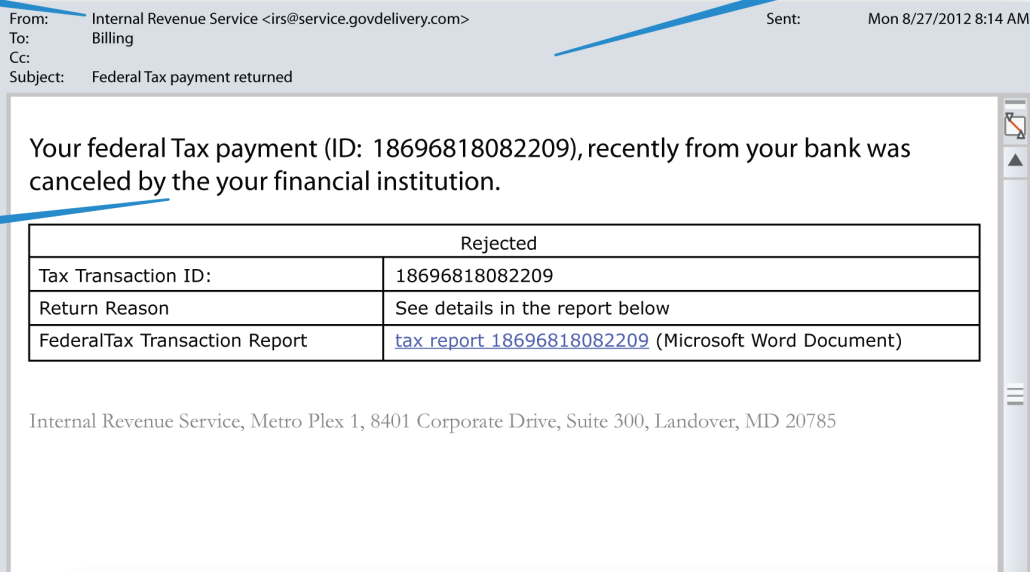 From: Internal Revenue Service <irs@service.govdelivery.com> Sent: Mon 8/27/2012 8:14 AM
To: Billing
Cc:
Subject: Federal Tax payment returned
Your federal Tax payment (ID: 18696818082209), recently from your bank was
canceled by the your financial institution.
Rejected
Tax Transaction ID: 18696818082209
Return Reason See details in the report below
FederalTax Transaction Report tax report 18696818082209 (Microsoft Word Document)
Internal Revenue Service, Metro Plex 1, 8401 Corporate Drive, Suite 300, Landover, MD 20785